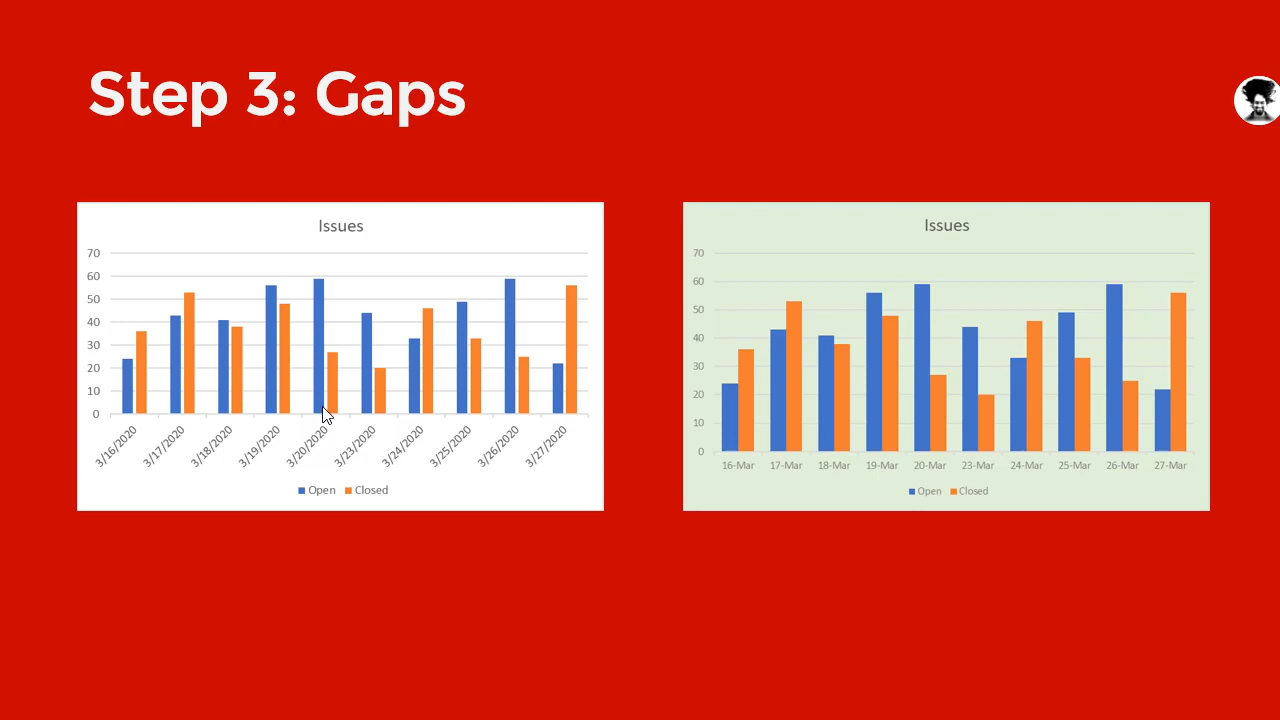 Step 3: Gaps
Issues
70
60
50
40
30
20
10
0
3/16/2020 3/17/2020 3/18/2020 3/19/2020 3/20/2020 3/23/2020 3/24/2020 3/25/2020 3/26/2020 3/27/2020
Open Closed
Issues
70
60
50
40
30
20
10
0
16-Mar 17-Mar 18-Mar 19-Mar 20-Mar 23-Mar 24-Mar 25-Mar 26-Mar 27-Mar
Open Closed